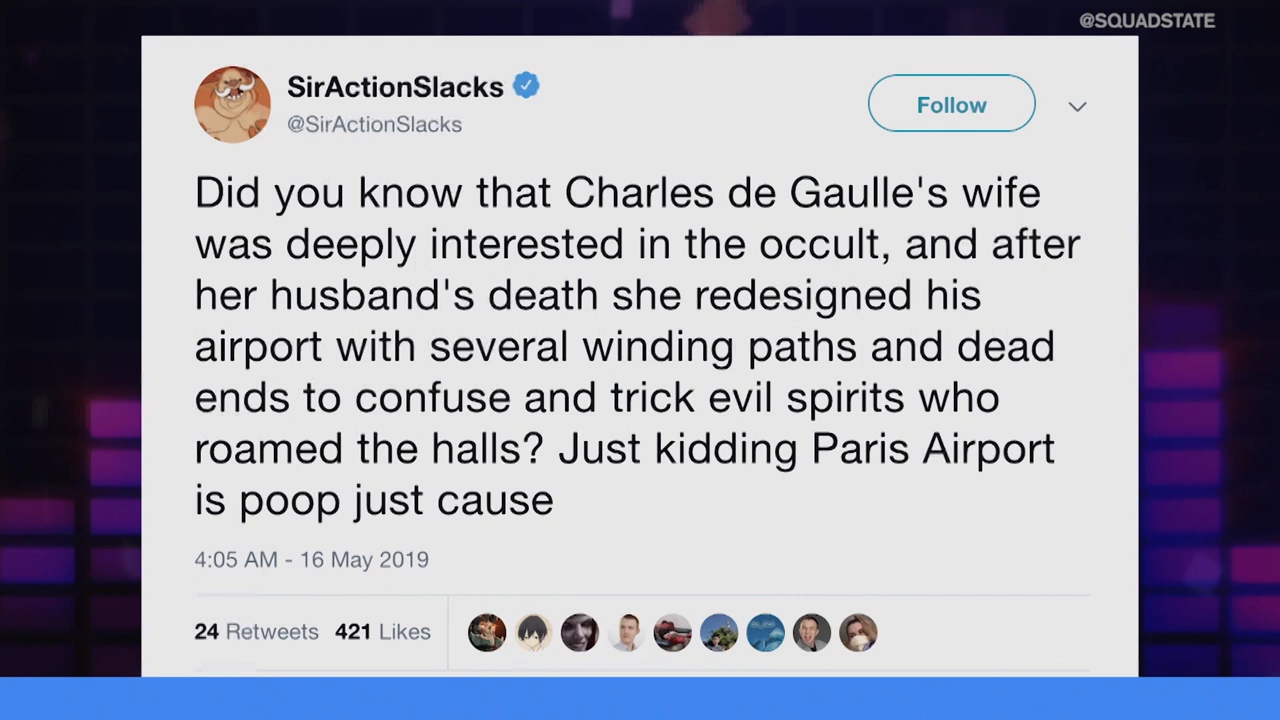 @SQUADSTATE
SirActionSlacks
@SirActionSlacks
Follow
Did you know that Charles de Gaulle's wife
was deeply interested in the occult, and after
her husband's death she redesigned his
airport with several winding paths and dead
ends to confuse and trick evil spirits who
roamed the halls? Just kidding Paris Airport
is poop just cause
4:05 AM - 16 May 2019
24 Retweets 421 Likes